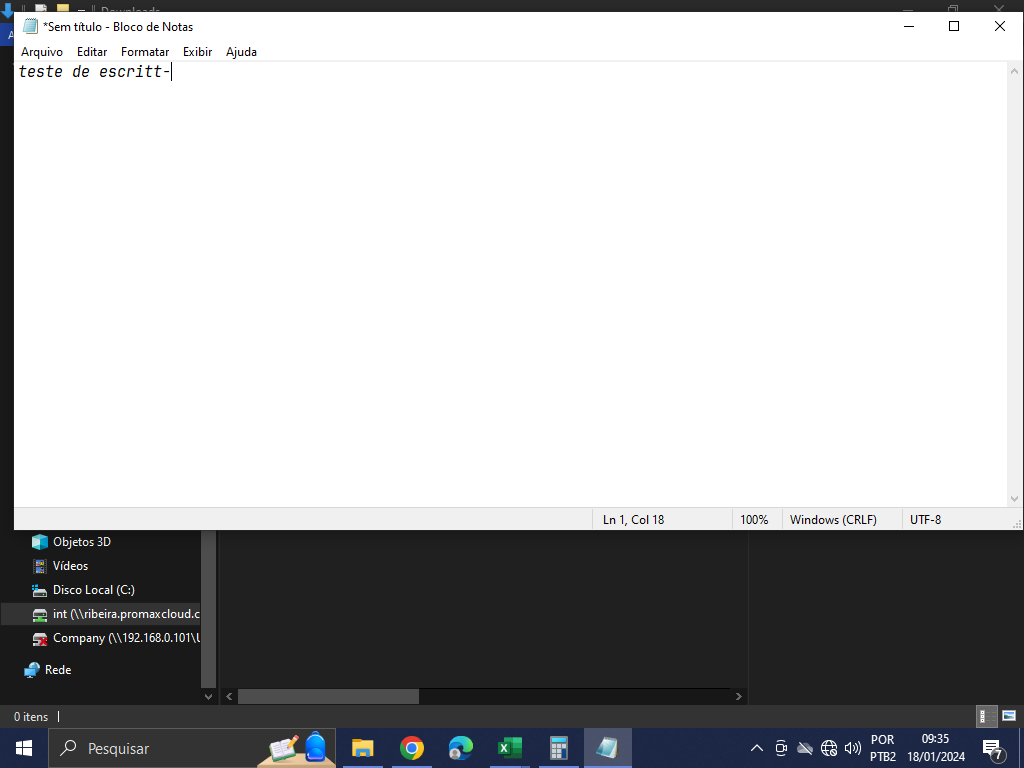 Downloads
*Sem título - Bloco de Notas
Arquivo Editar Formatar Exibir Ajuda
teste de escritt-
Ln 1, Col 18 100% Windows (CRLF) UTF-8
Objetos 3D
Vídeos
Disco Local (C:)
int (\\ribeira.promaxcloud.c
Company (\\192.168.0.101\U
Rede
0 itens
Pesquisar
POR 09:35
PTB2 18/01/2024
7